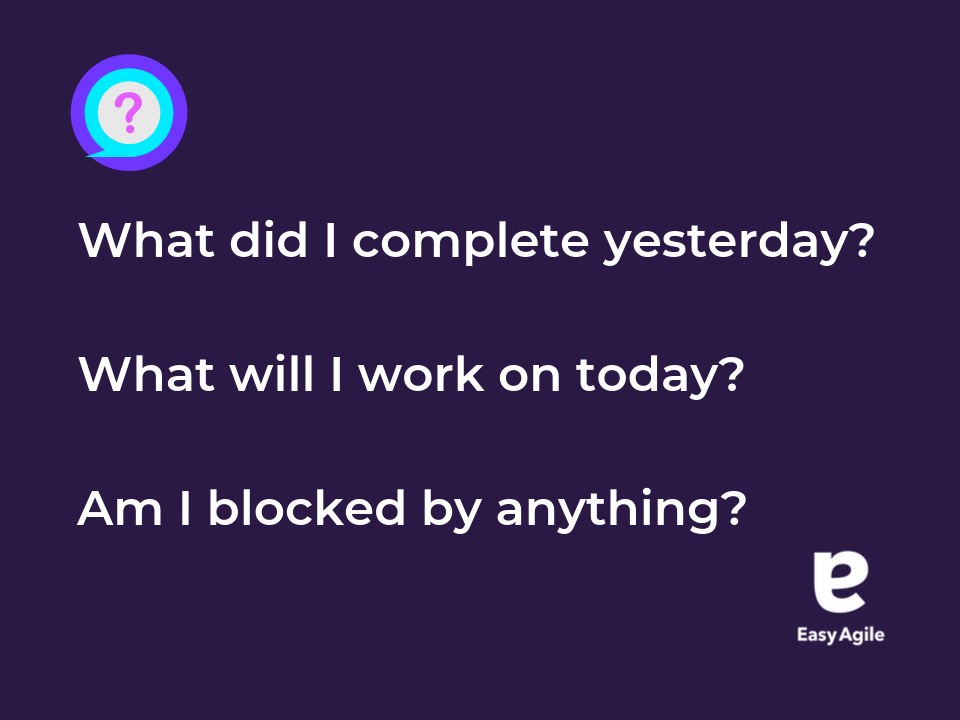 ?
What did I complete yesterday?
What will I work on today?
Am I blocked by anything?
e
Easy Agile